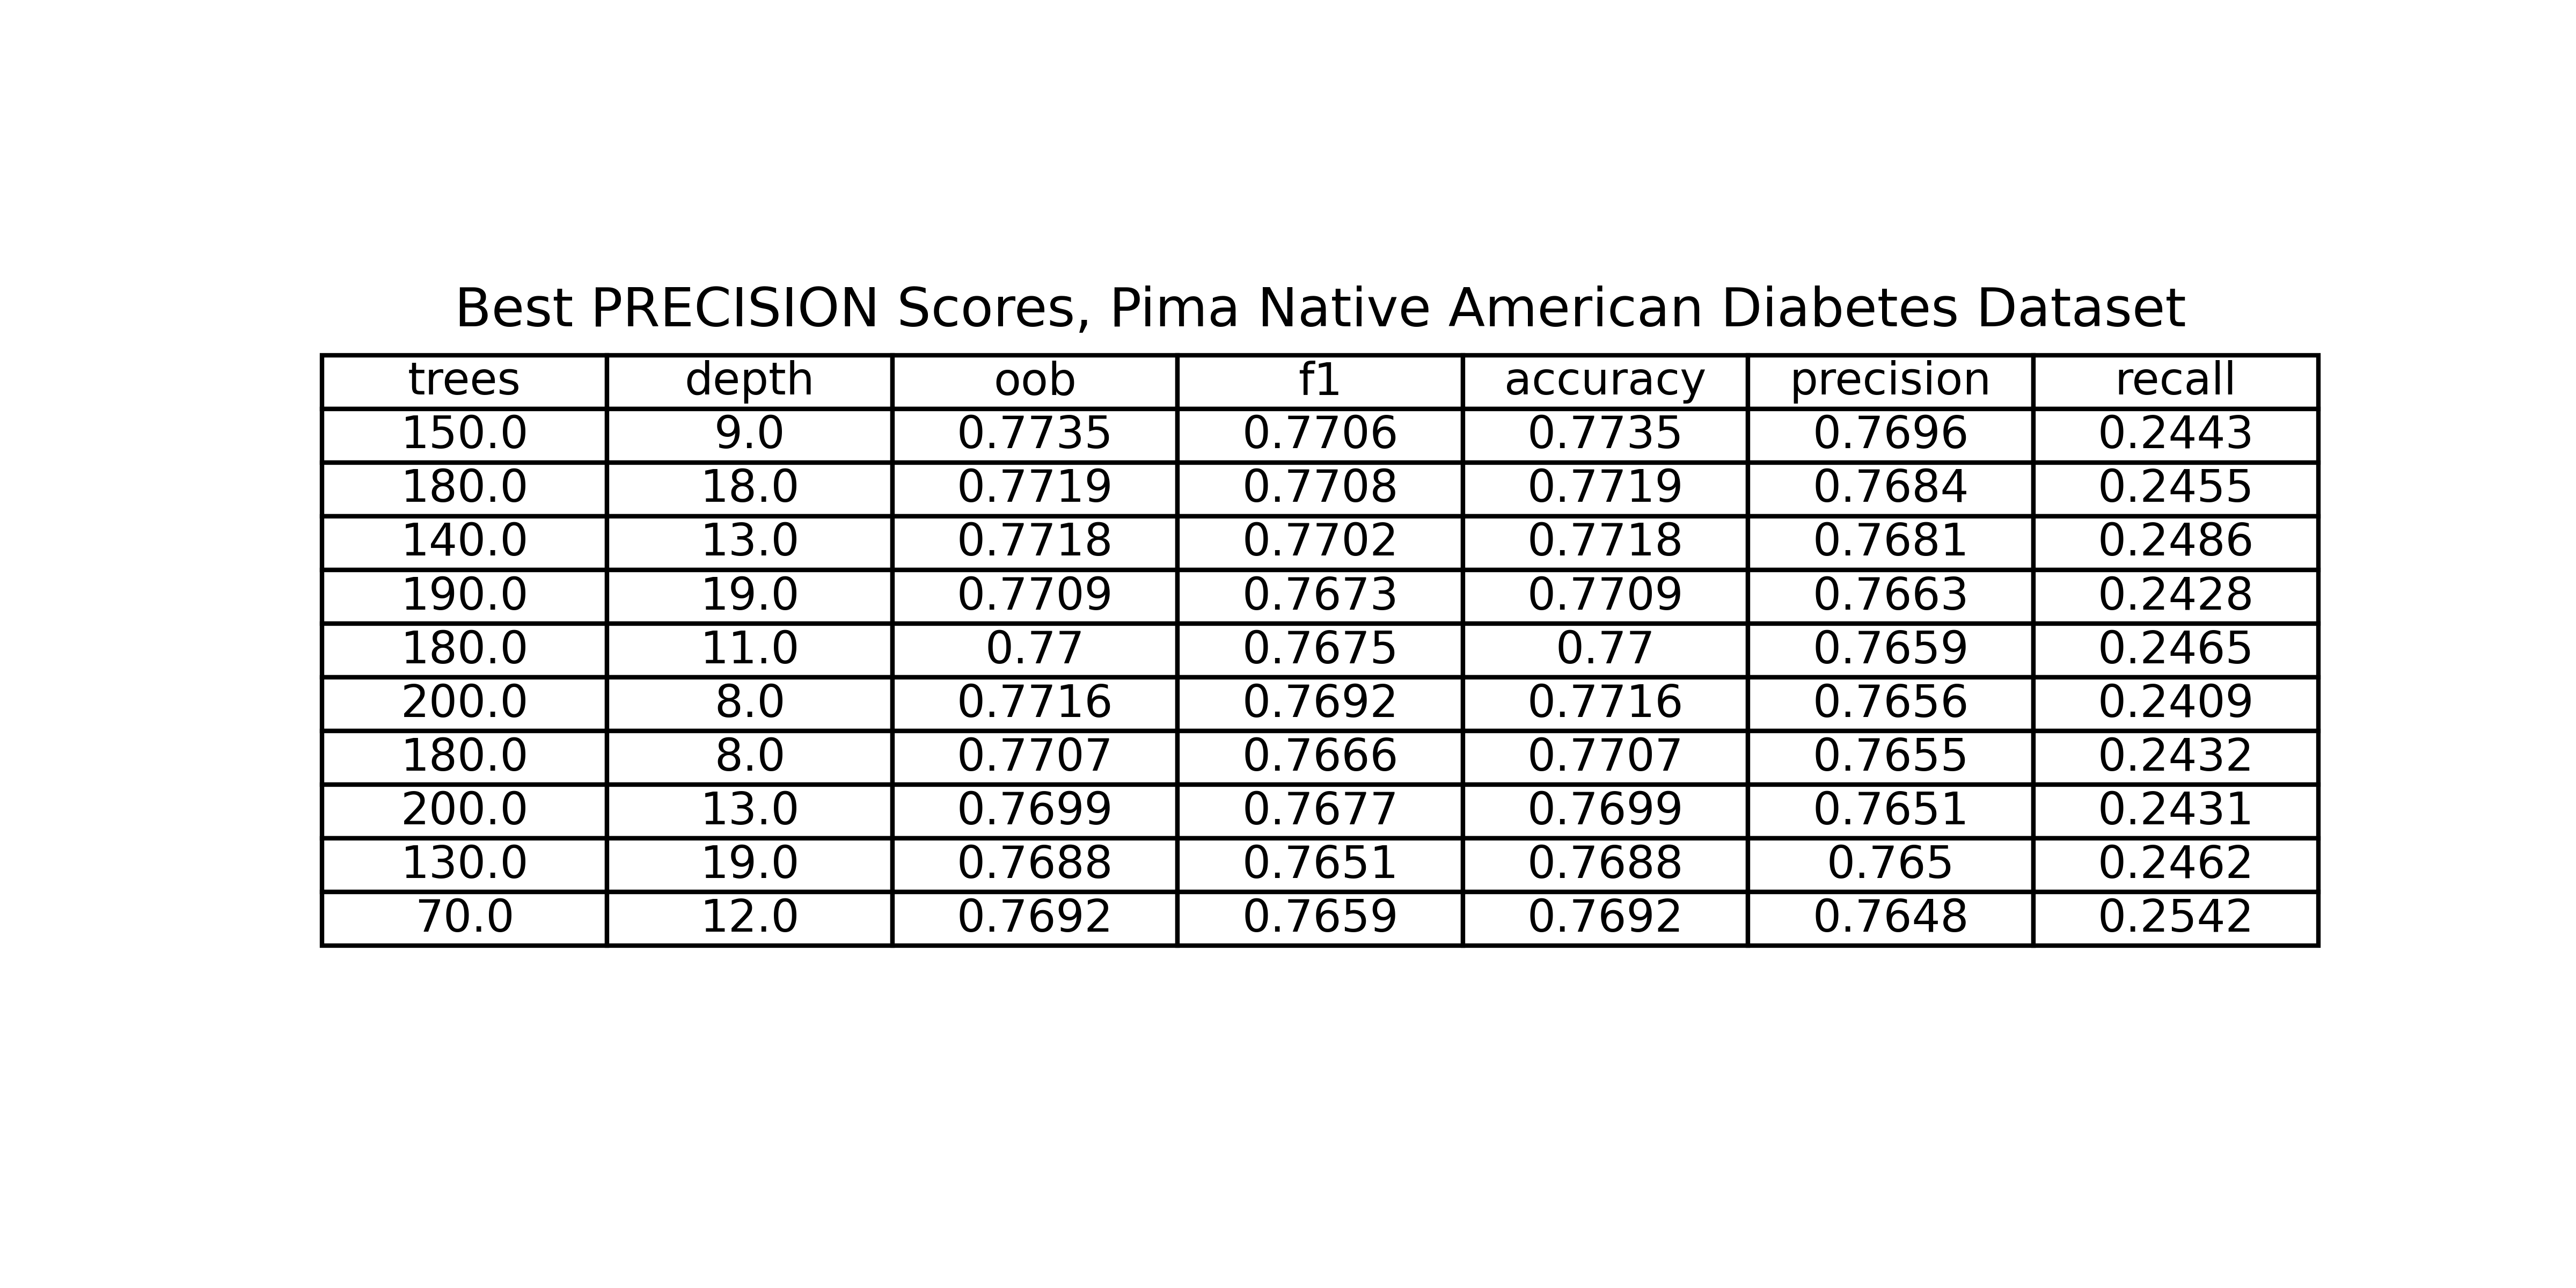 Best PRECISION Scores, Pima Native American Diabetes Dataset
trees depth oob f1 accuracy precision recall
150.0 9.0 0.7735 0.7706 0.7735 0.7696 0.2443
180.0 18.0 0.7719 0.7708 0.7719 0.7684 0.2455
140.0 13.0 0.7718 0.7702 0.7718 0.7681 0.2486
190.0 19.0 0.7709 0.7673 0.7709 0.7663 0.2428
180.0 11.0 0.77 0.7675 0.77 0.7659 0.2465
200.0 8.0 0.7716 0.7692 0.7716 0.7656 0.2409
180.0 8.0 0.7707 0.7666 0.7707 0.7655 0.2432
200.0 13.0 0.7699 0.7677 0.7699 0.7651 0.2431
130.0 19.0 0.7688 0.7651 0.7688 0.765 0.2462
70.0 12.0 0.7692 0.7659 0.7692 0.7648 0.2542